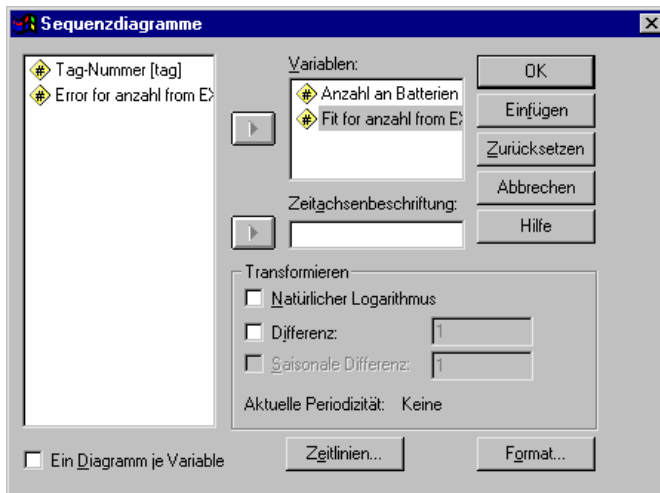 Sequenzdiagramme
Tag-Nummer [tag]
Error for anzahl from EX
Variablen:
Anzahl an Batterien
Fit for anzahl from EX
Zeitachsenbeschriftung:
OK
Einfügen
Zurücksetzen
Abbrechen
Hilfe
Transformieren
Natürlicher Logarithmus
Differenz:
1
Saisonale Differenz:
1
Aktuelle Periodizität: Keine
Ein Diagramm je Variable
Zeitlinien...
Format...